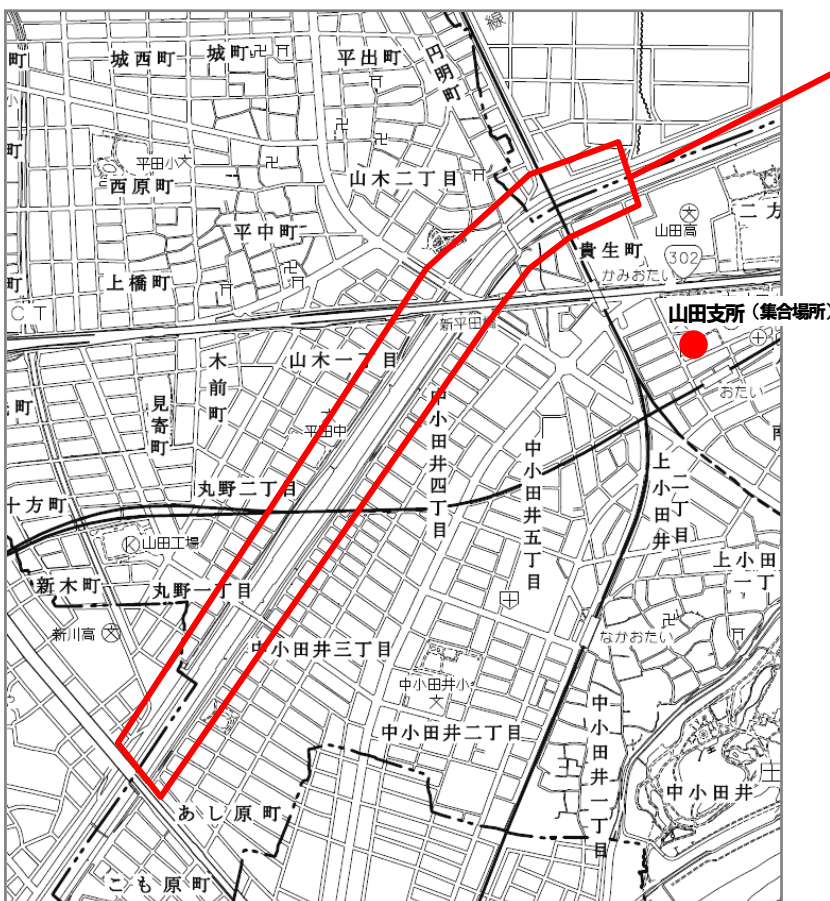 町
城西町
城町
平出町
円明町
線
町
平田小
西原町
山木二丁目
平中町
二方
山田高
貴生町
302
町
上橋町
かみおたい
CT
新平田橋
山田支所（集合場所）
山木一丁目
木前町
おたい
町
見寄町
平田中
中小田井四丁目
中小田井五丁目
上小田井二丁目
丸野二丁目
十方町
山田工場
上小田
一丁
新木町
丸野一丁目
新川高
なかおたい
中小田井三丁目
中小田井小
中小田井二丁目
中小田井一丁目
中小田井
あし原町
こも原町